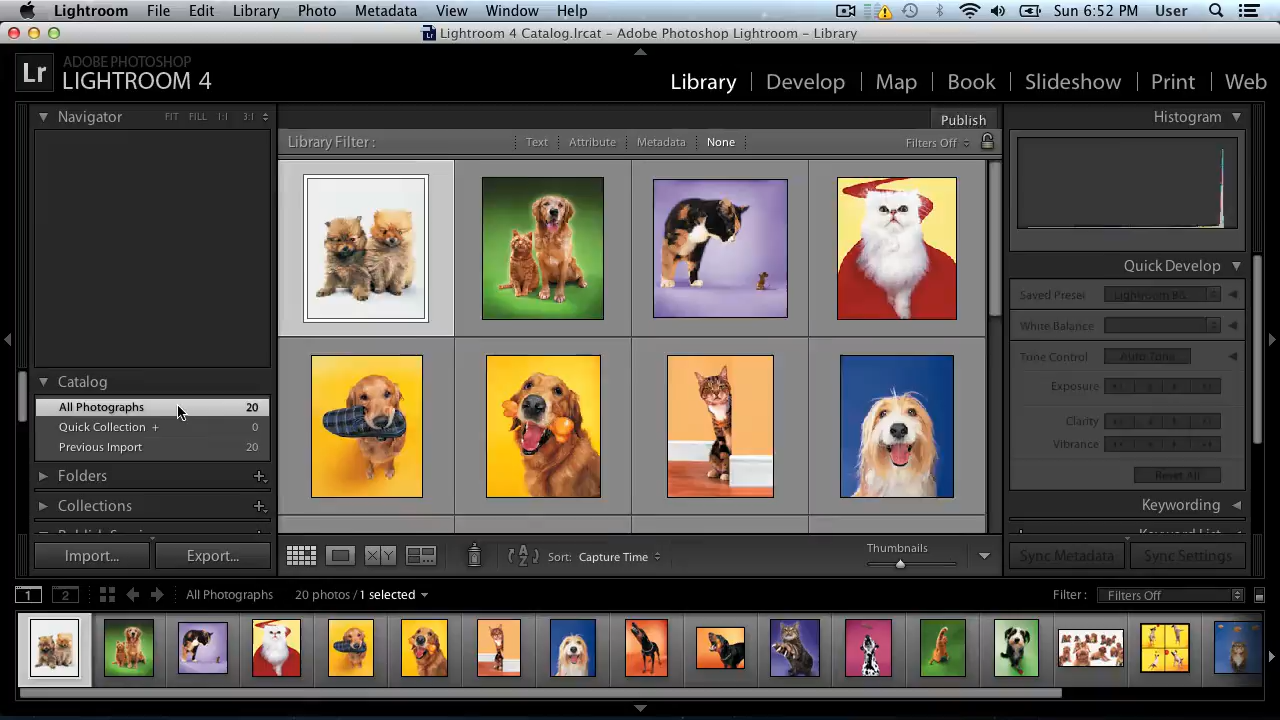 Lightroom File Edit Library Photo Metadata View Window Help Sun 6:52 PM User
Lightroom 4 Catalog.lrcat - Adobe Photoshop Lightroom - Library
Lr ADOBE PHOTOSHOP
LIGHTROOM 4
Library | Develop | Map | Book | Slideshow | Print | Web
Navigator FIT FILL 1:1 3:1
Publish
Histogram
Library Filter : Text Attribute Metadata None Filters Off
Quick Develop
Saved Preset
White Balance
Tone Control Auto Tone
Exposure
Clarity
Vibrance
Reset All
Keywording
Catalog
All Photographs 20
Quick Collection + 0
Previous Import 20
Folders
Collections
Import... Export...
XY
Sort: Capture Time
Thumbnails
Sync Metadata Sync Settings
1 2 All Photographs 20 photos / 1 selected
Filter : Filters Off